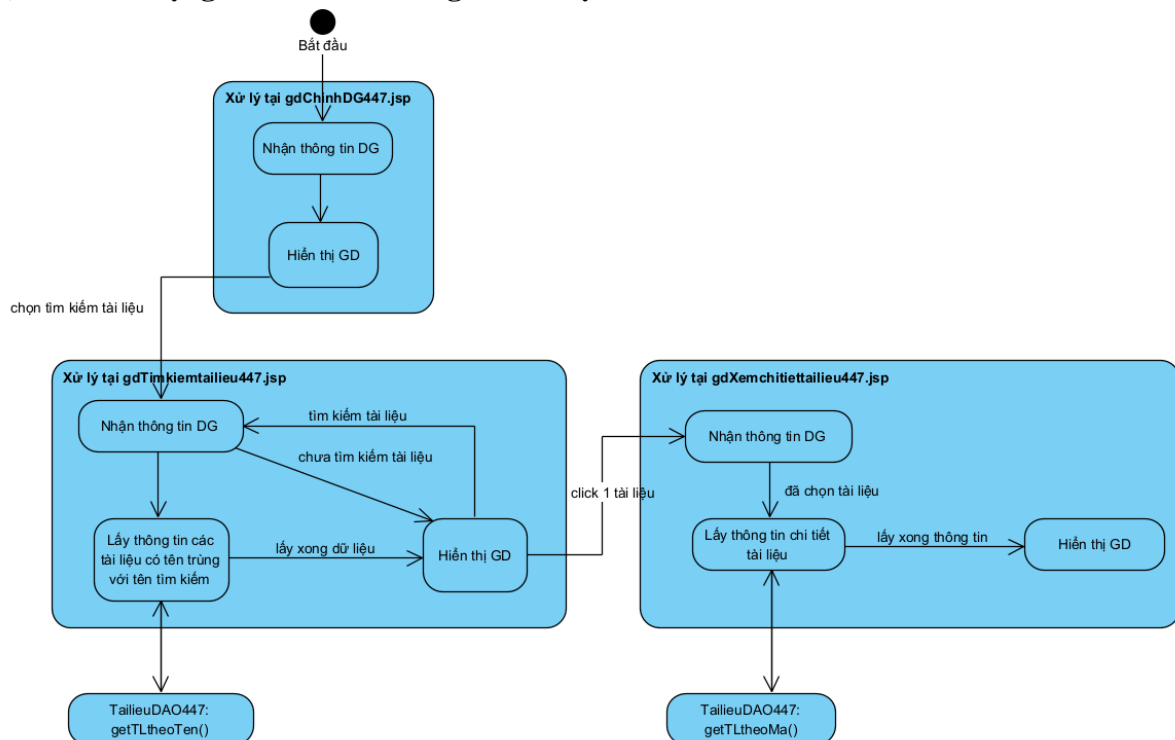 Bắt đầu
Xử lý tại gdChinhDG447.jsp
Nhận thông tin DG
Hiển thị GD
chọn tìm kiếm tài liệu
Xử lý tại gdTimkiemtailieu447.jsp
Nhận thông tin DG
tìm kiếm tài liệu
chưa tìm kiếm tài liệu
Lấy thông tin các
tài liệu có tên trùng
với tên tìm kiếm
lấy xong dữ liệu
Hiển thị GD
click 1 tài liệu
TailieuDAO447:
getTLtheoTen()
Xử lý tại gdXemchitiettailieu447.jsp
Nhận thông tin DG
đã chọn tài liệu
Lấy thông tin chi tiết
tài liệu
lấy xong thông tin
Hiển thị GD
TailieuDAO447:
getTLtheoMa()